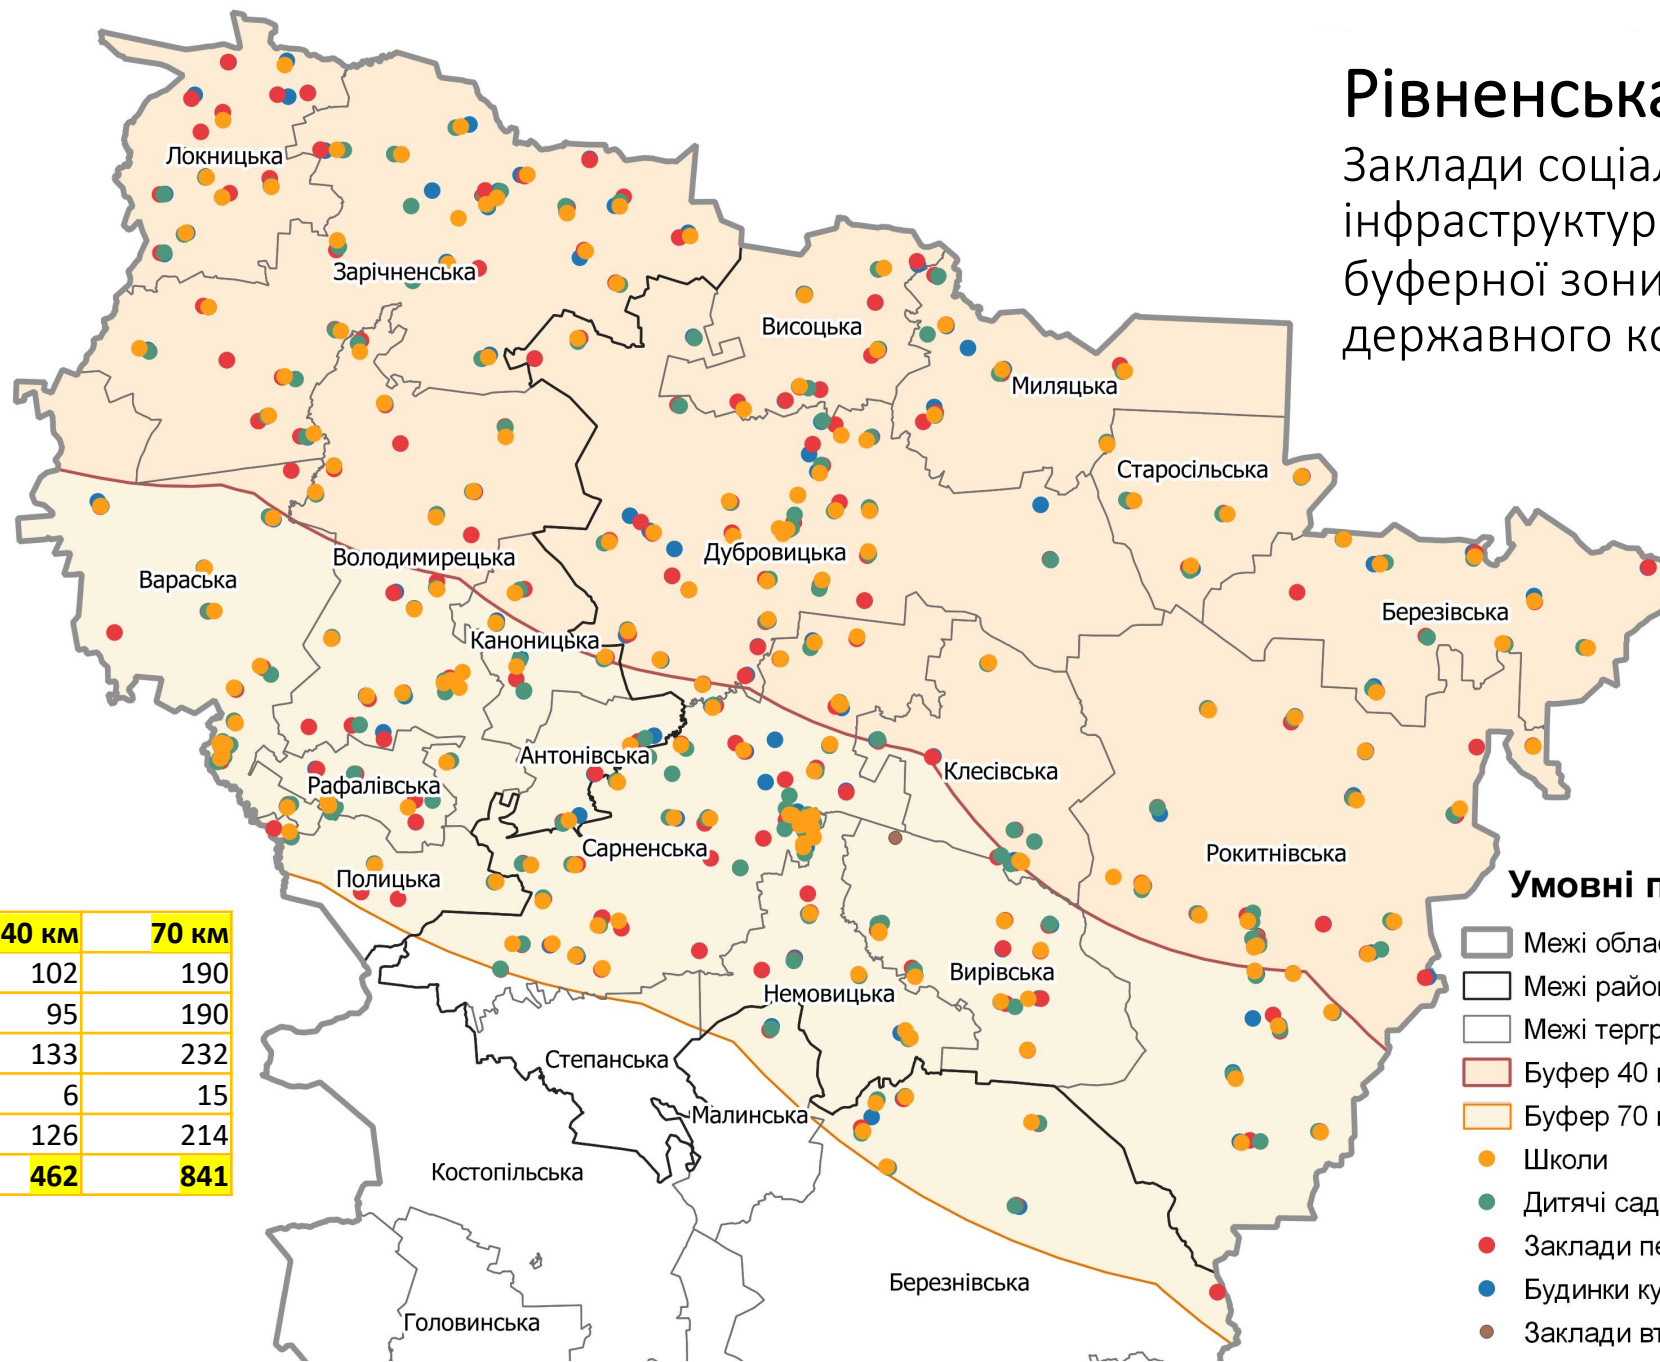 Рівненська
Заклади соціал
інфраструктур
буферної зони
державного ко
Локницька
Зарічненська
Висоцька
Миляцька
Старосільська
Володимирецька
Дубровицька
Вараська
Березівська
Каноницька
Антонівська
Клесівська
Рафалівська
Сарненська
Рокитнівська
Полицька
Вирівська
Немовицька
Степанська
Малинська
Костопільська
Березнівська
Головинська
40 км 70 км
102 190
95 190
133 232
6 15
126 214
462 841
Умовні п
Межі облас
Межі район
Межі тергр
Буфер 40 к
Буфер 70 к
Школи
Дитячі сад
Заклади пе
Будинки ку
Заклади вт